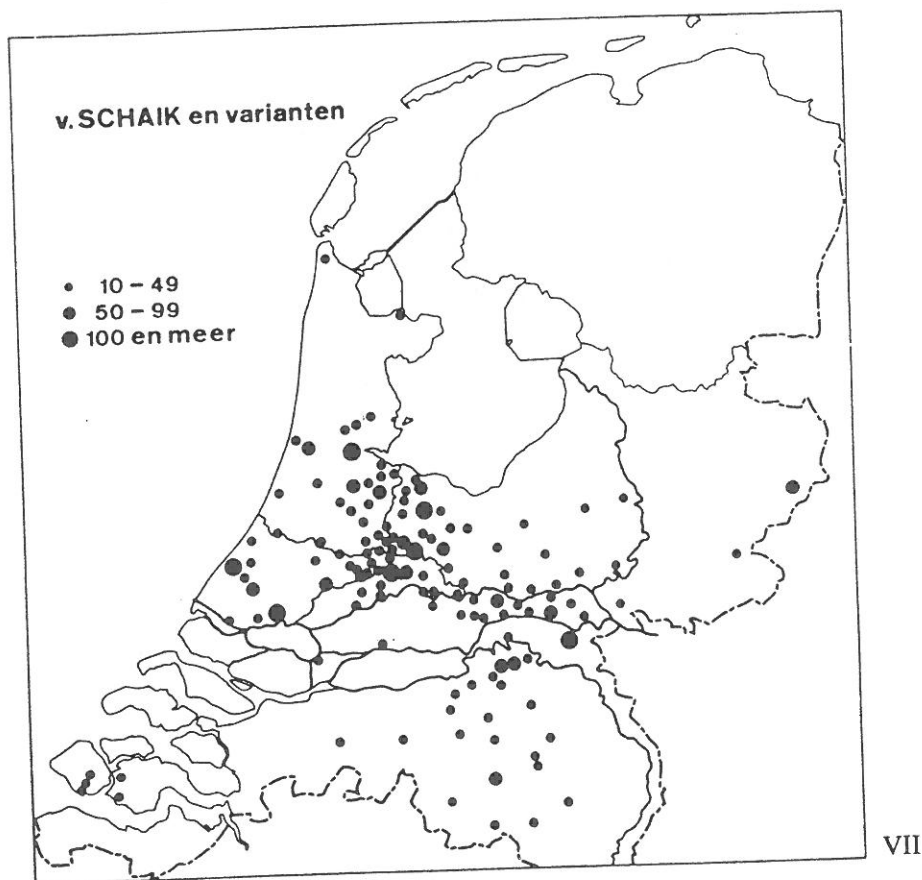 v. SCHAIK en varianten
10 – 49
50 – 99
100 en meer
VII